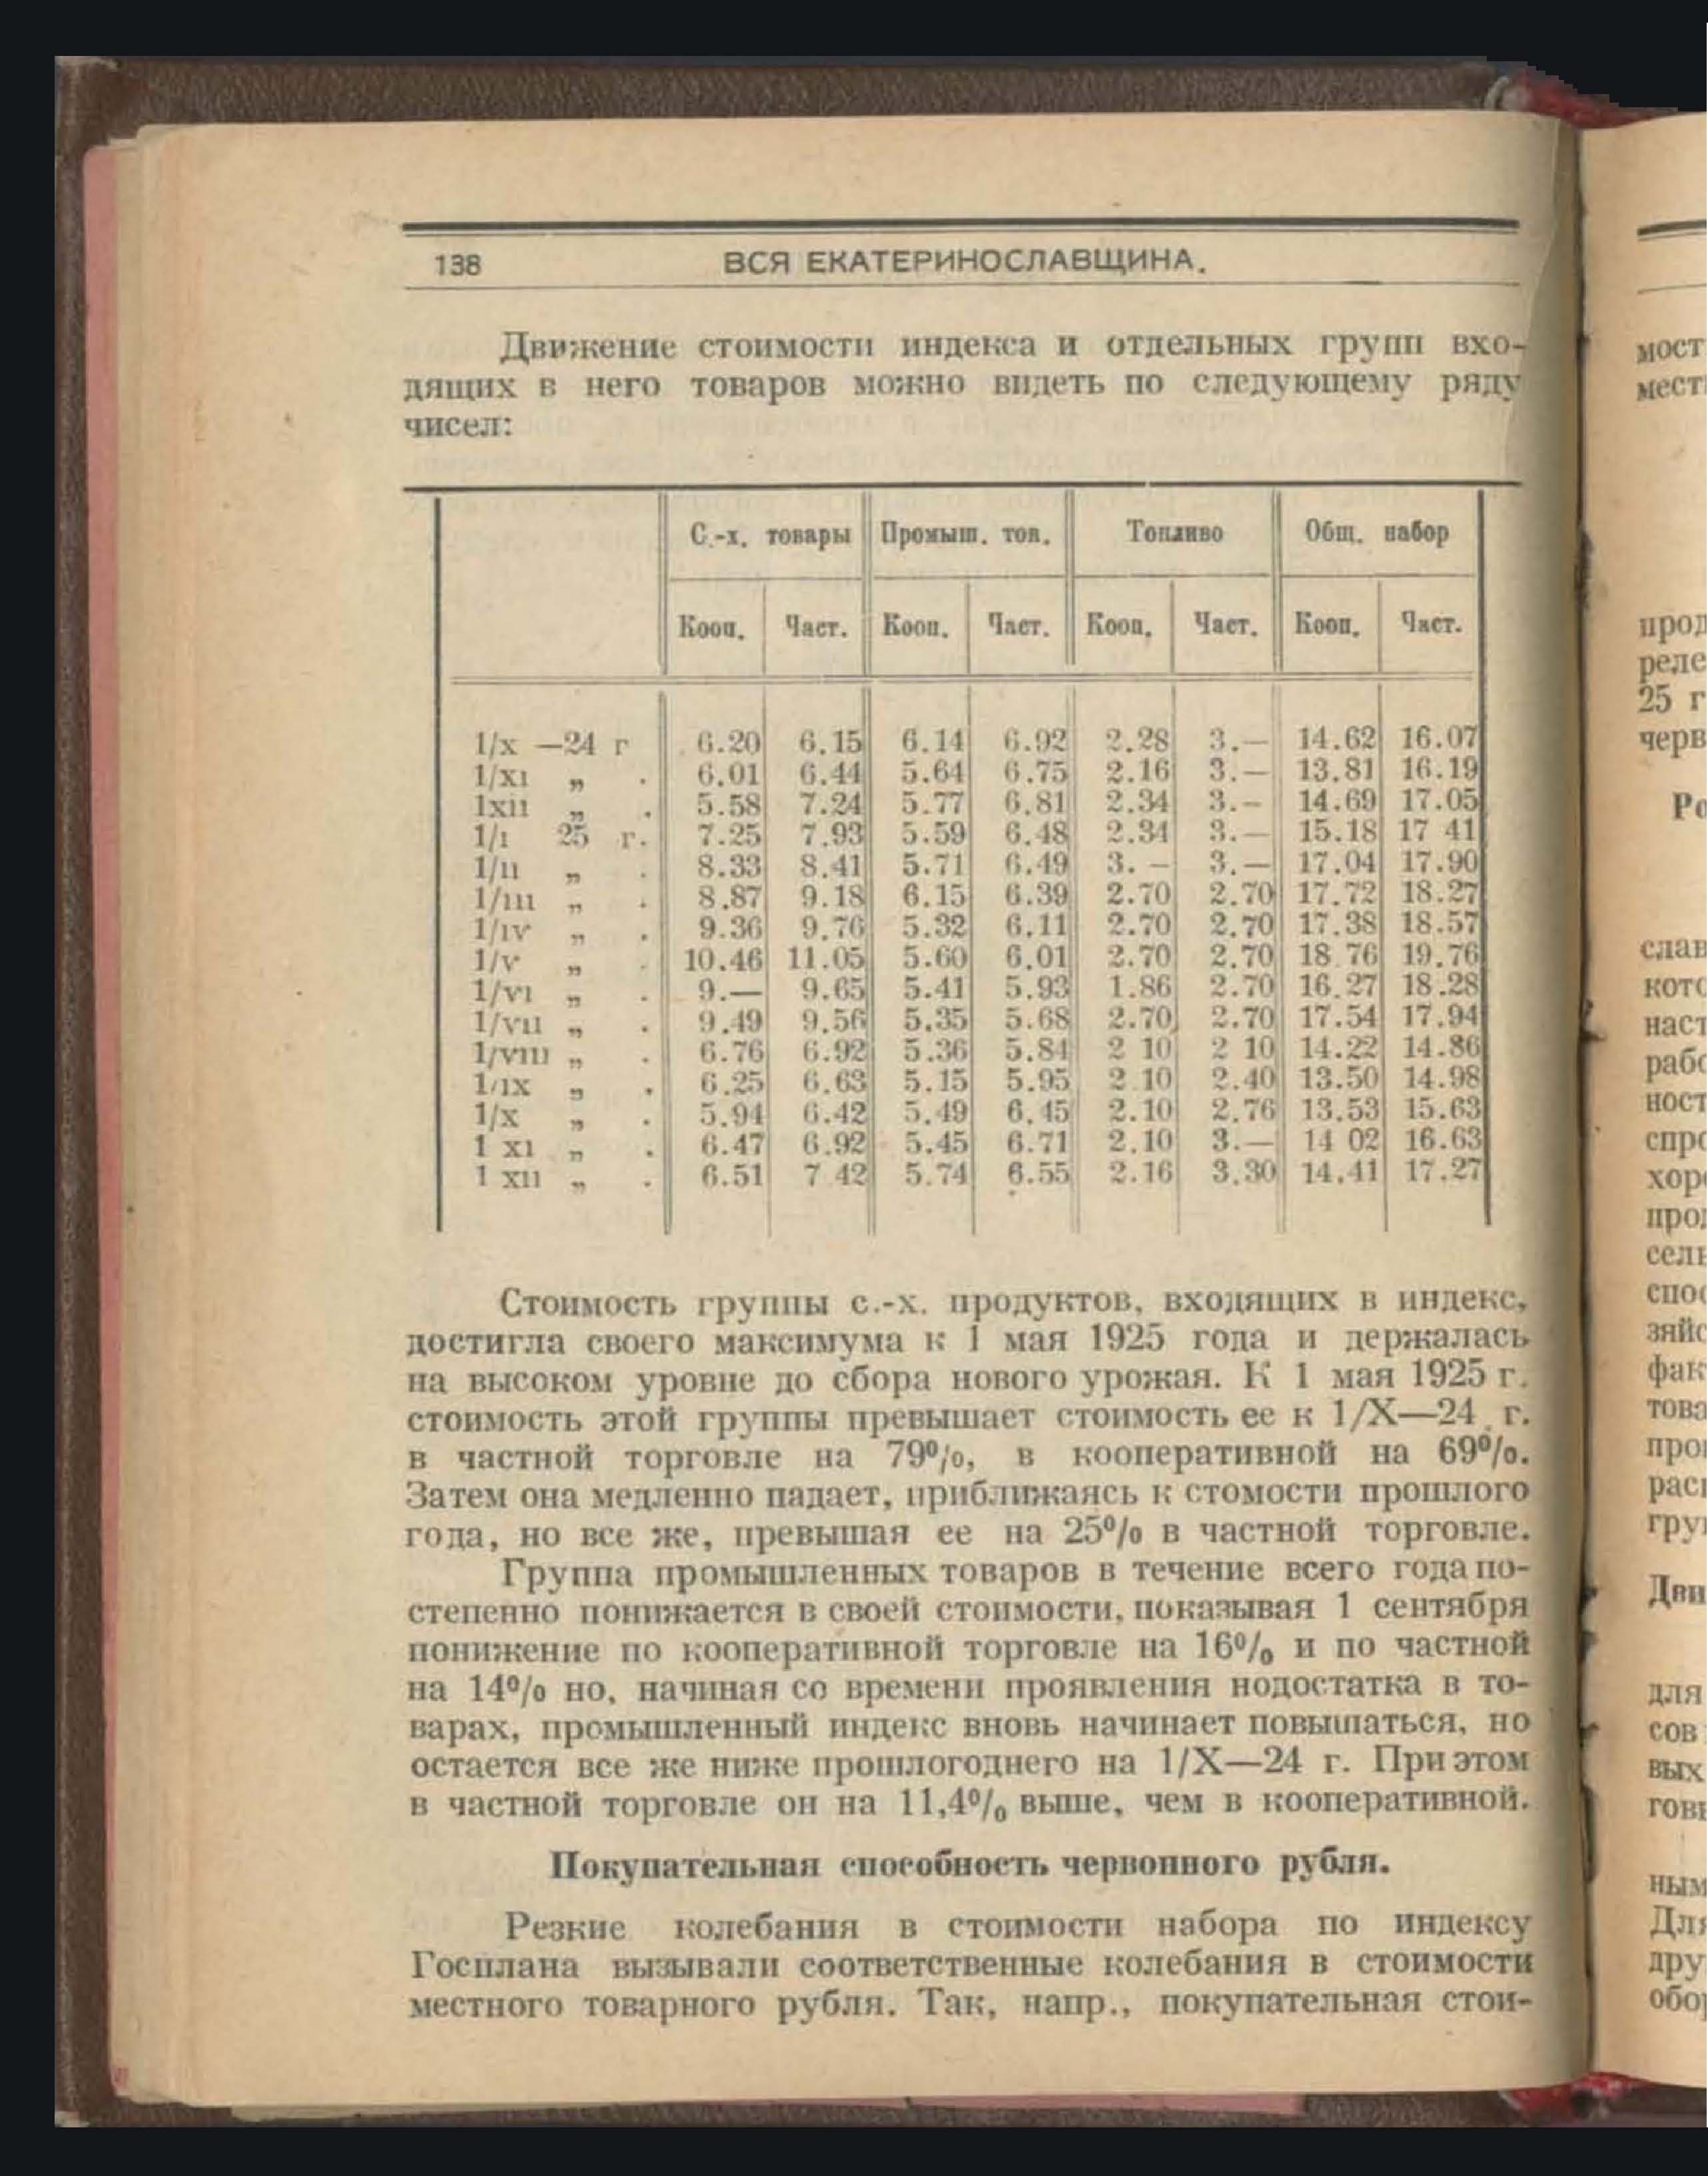 138 ВСЯ ЕКАТЕРИНОСЛАВЩИНА.
Движение стоимости индекса и отдельных групп вхо-
дящих в него товаров можно видеть по следующему ряду
чисел:
С.-х. товары Промыш. тов. Топливо Общ. набор
Кооп. Част. Кооп. Част. Кооп. Част. Кооп. Част.
1/x —24 г 6.20 6.15 6.14 6.92 2.28 3.— 14.62 16.07
1/xı „ . 6.01 6.44 5.64 6.75 2.16 3.— 13.81 16.19
1xıı „ . 5.58 7.24 5.77 6.81 2.34 3.- 14.69 17.05
1/ı 25 г. 7.25 7.93 5.59 6.48 2.34 3.— 15.18 17 41
1/ıı „ . 8.33 8.41 5.71 6.49 3. - 3.— 17.04 17.90
1/ııı „ . 8.87 9.18 6.15 6.39 2.70 2.70 17.72 18.27
1/ıv „ . 9.36 9.76 5.32 6.11 2.70 2.70 17.38 18.57
1/v „ . 10.46 11.05 5.60 6.01 2.70 2.70 18 76 19.76
1/vı „ . 9.— 9.65 5.41 5.93 1.86 2.70 16.27 18.28
1/vıı „ . 9.49 9.56 5.35 5.68 2.70 2.70 17.54 17.94
1/vııı „ . 6.76 6.92 5.36 5.84 2 10 2 10 14.22 14.86
1/ıx „ . 6.25 6.63 5.15 5.95 2 10 2.40 13.50 14.98
1/x „ . 5.94 6.42 5.49 6.45 2.10 2.76 13.53 15.63
1 xı „ . 6.47 6.92 5.45 6.71 2.10 3.— 14 02 16.63
1 xıı „ . 6.51 7 42 5.74 6.55 2.16 3.30 14.41 17.27
Стоимость группы с.-х. продуктов, входящих в индекс,
достигла своего максимума к 1 мая 1925 года и держалась
на высоком уровне до сбора нового урожая. К 1 мая 1925 г.
стоимость этой группы превышает стоимость ее к 1/X—24 г.
в частной торговле на 79%, в кооперативной на 69%.
Затем она медленно падает, приближаясь к стомости прошлого
года, но все же, превышая ее на 25% в частной торговле.
Группа промышленных товаров в течение всего года по-
степенно понижается в своей стоимости, показывая 1 сентября
понижение по кооперативной торговле на 16% и по частной
на 14% но, начиная со времени проявления нодостатка в то-
варах, промышленный индекс вновь начинает повышаться, но
остается все же ниже прошлогоднего на 1/X—24 г. При этом
в частной торговле он на 11,4% выше, чем в кооперативной.
Покупательная способность червонного рубля.
Резкие колебания в стоимости набора по индексу
Госплана вызывали соответственные колебания в стоимости
местного товарного рубля. Так, напр., покупательная стои-